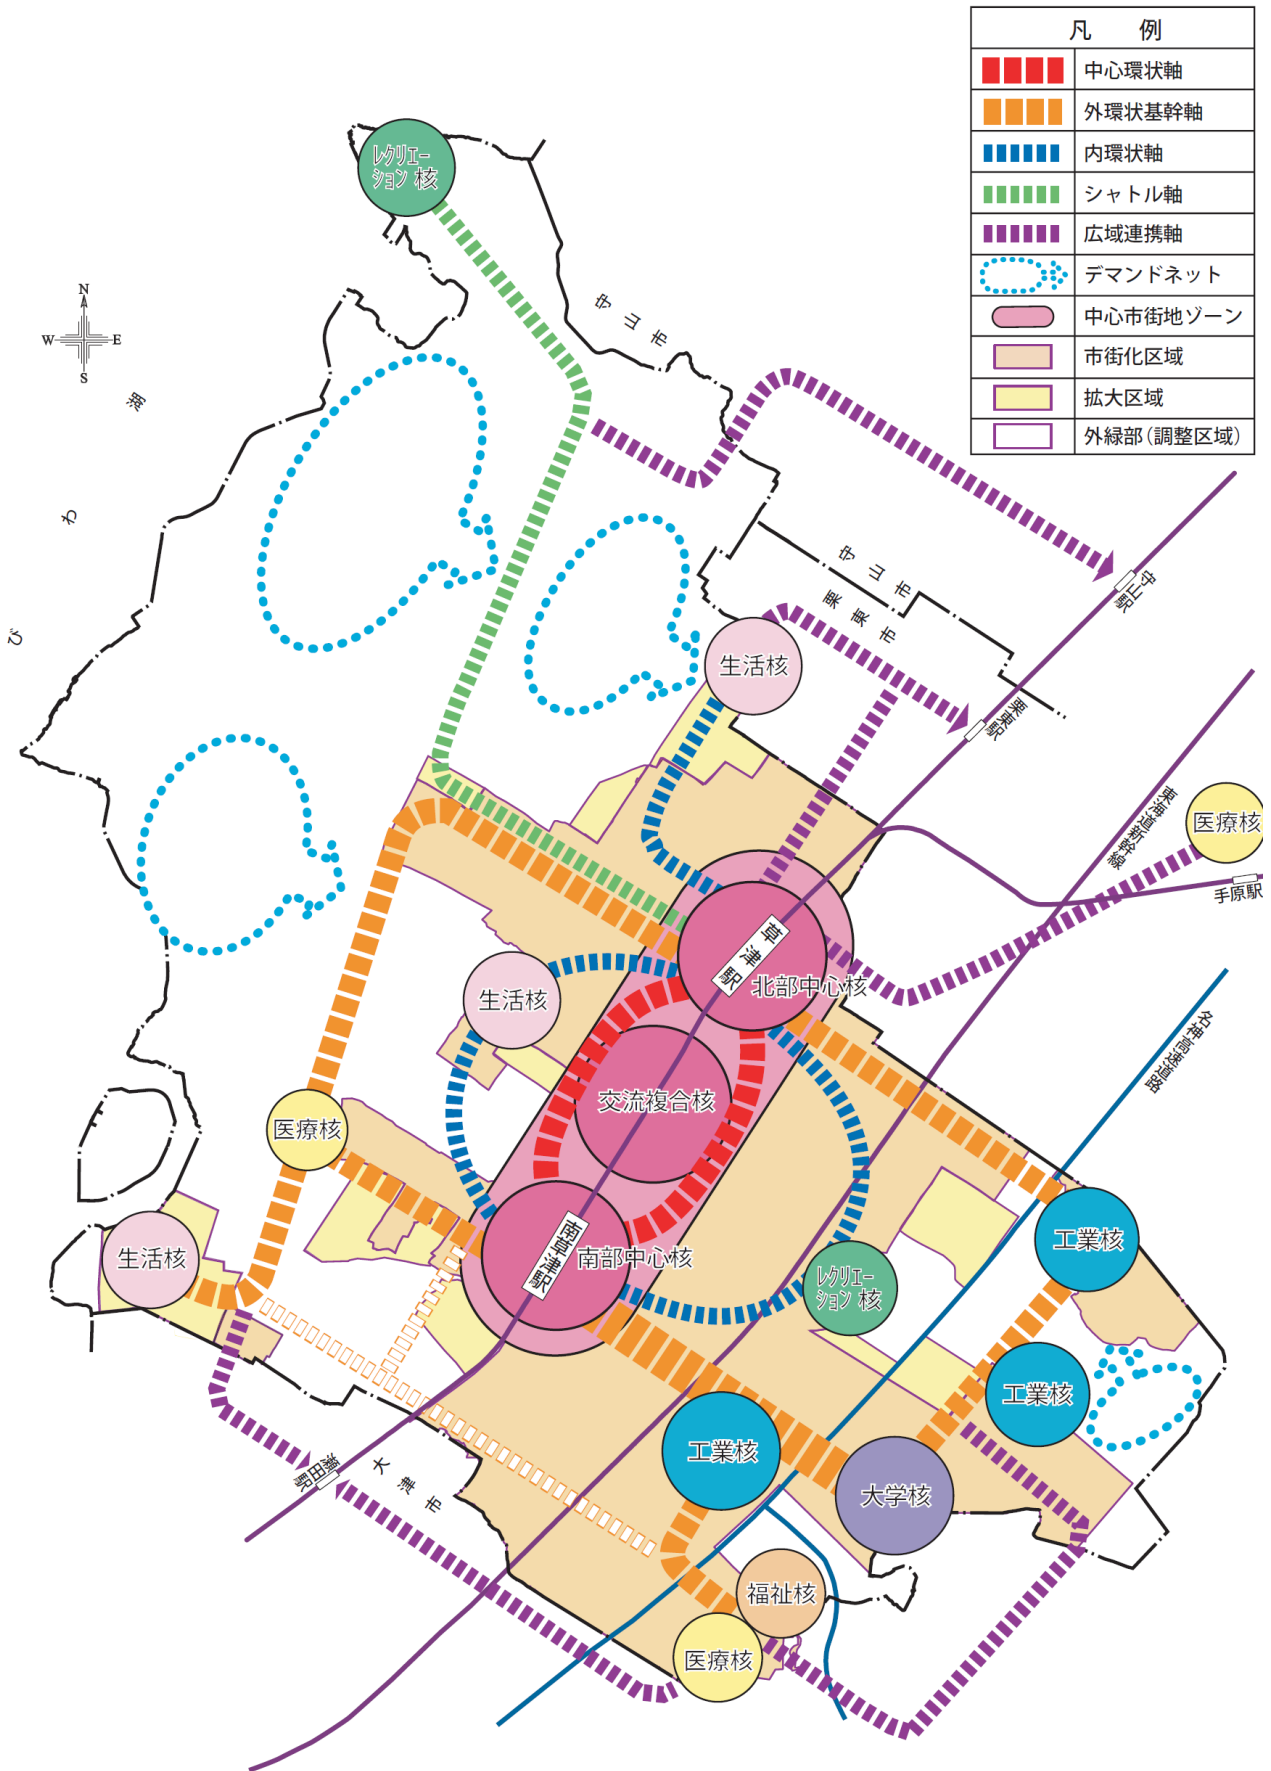 凡 例
中心環状軸
外環状基幹軸
内環状軸
シャトル軸
広域連携軸
デマンドネット
中心市街地ゾーン
市街化区域
拡大区域
外緑部(調整区域)
レクリエー
ション 核
N
W E
S
びわ湖
守山市
守山市
栗東市
守山駅
生活核
栗東駅
東海道新幹線
医療核
手原駅
草津駅
北部中心核
生活核
名神高速道路
交流複合核
医療核
工業核
生活核
南草津駅
南部中心核
レクリエー
ション 核
工業核
工業核
瀬田駅
大津市
大学核
福祉核
医療核